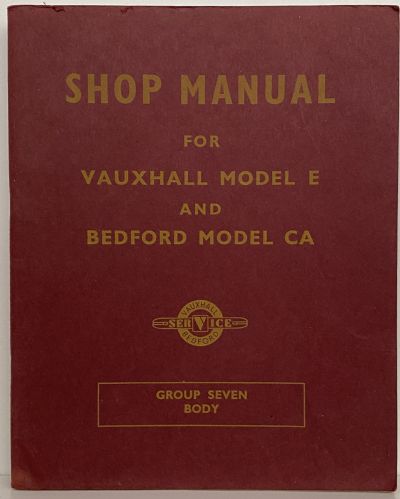 SHOP MANUAL
FOR
VAUXHALL MODEL E
AND
BEDFORD MODEL CA
VAUXHALL
SERVICE
BEDFORD
GROUP SEVEN
BODY